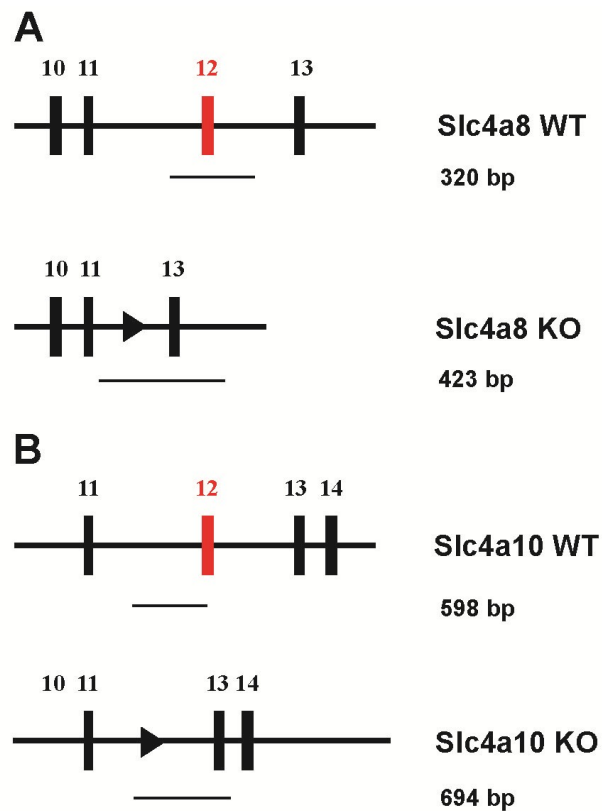 A
10 11 12 13
Slc4a8 WT
320 bp
10 11 13
Slc4a8 KO
423 bp
B
11 12 13 14
Slc4a10 WT
598 bp
10 11 13 14
Slc4a10 KO
694 bp